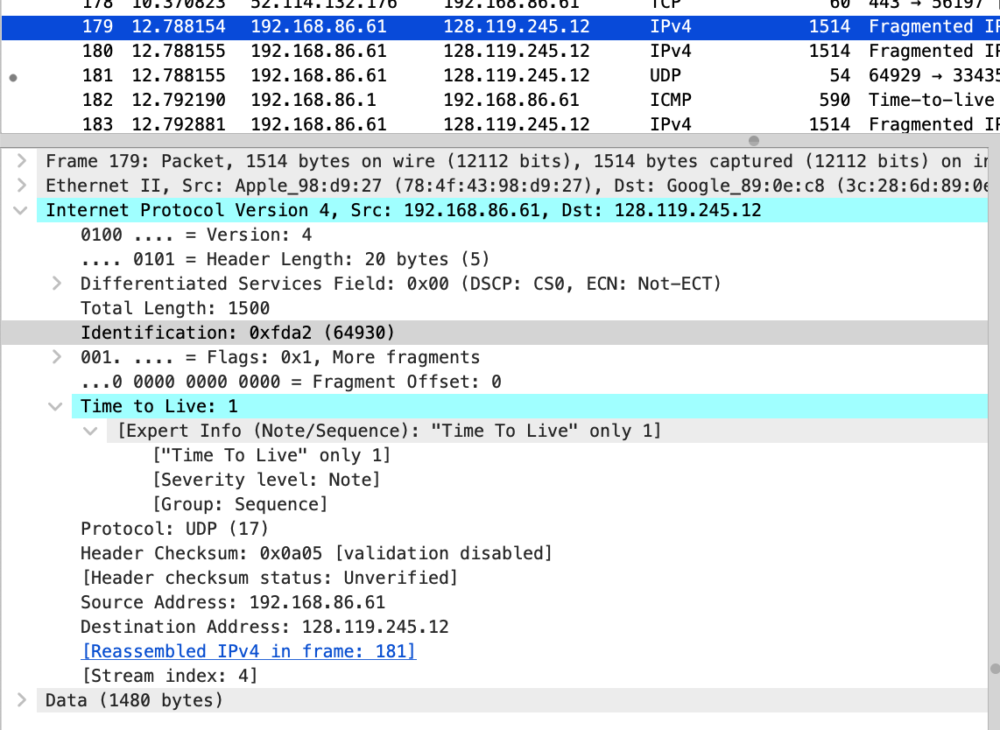 178 10.370823 52.114.132.176 192.168.86.61 TCP 60 443 → 56197
179 12.788154 192.168.86.61 128.119.245.12 IPv4 1514 Fragmented IP
180 12.788155 192.168.86.61 128.119.245.12 IPv4 1514 Fragmented IP
181 12.788155 192.168.86.61 128.119.245.12 UDP 54 64929 → 33435
182 12.792190 192.168.86.1 192.168.86.61 ICMP 590 Time-to-live
183 12.792881 192.168.86.61 128.119.245.12 IPv4 1514 Fragmented IP
Frame 179: Packet, 1514 bytes on wire (12112 bits), 1514 bytes captured (12112 bits) on
Ethernet II, Src: Apple_98:d9:27 (78:4f:43:98:d9:27), Dst: Google_89:0e:c8 (3c:28:6d:89:0e
Internet Protocol Version 4, Src: 192.168.86.61, Dst: 128.119.245.12
0100 .... = Version: 4
.... 0101 = Header Length: 20 bytes (5)
Differentiated Services Field: 0x00 (DSCP: CS0, ECN: Not-ECT)
Total Length: 1500
Identification: 0xfda2 (64930)
001. .... = Flags: 0x1, More fragments
...0 0000 0000 0000 = Fragment Offset: 0
Time to Live: 1
[Expert Info (Note/Sequence): "Time To Live" only 1]
["Time To Live" only 1]
[Severity level: Note]
[Group: Sequence]
Protocol: UDP (17)
Header Checksum: 0x0a05 [validation disabled]
[Header checksum status: Unverified]
Source Address: 192.168.86.61
Destination Address: 128.119.245.12
[Reassembled IPv4 in frame: 181]
[Stream index: 4]
Data (1480 bytes)